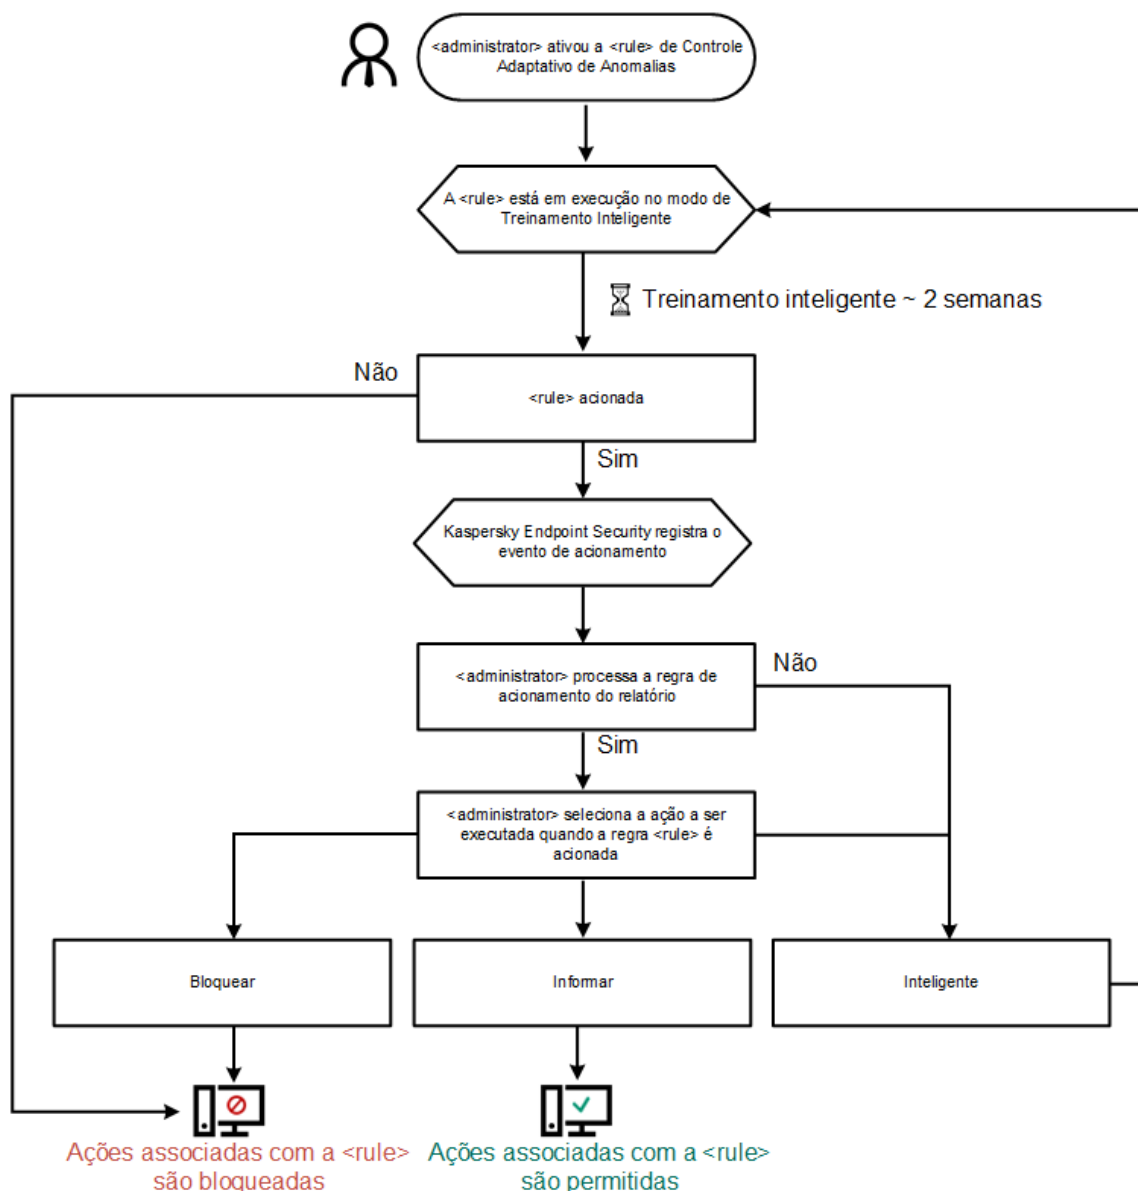 <administrator> ativou a <rule> de Controle
Adaptativo de Anomalias
A <rule> está em execução no modo de
Treinamento Inteligente
Treinamento inteligente ~ 2 semanas
Não
<rule> acionada
Sim
Kaspersky Endpoint Security registra o
evento de acionamento
<administrator> processa a regra de
acionamento do relatório
Não
Sim
<administrator> seleciona a ação a ser
executada quando a regra <rule> é
acionada
Bloquear
Informar
Inteligente
Ações associadas com a <rule>
são bloqueadas
Ações associadas com a <rule>
são permitidas